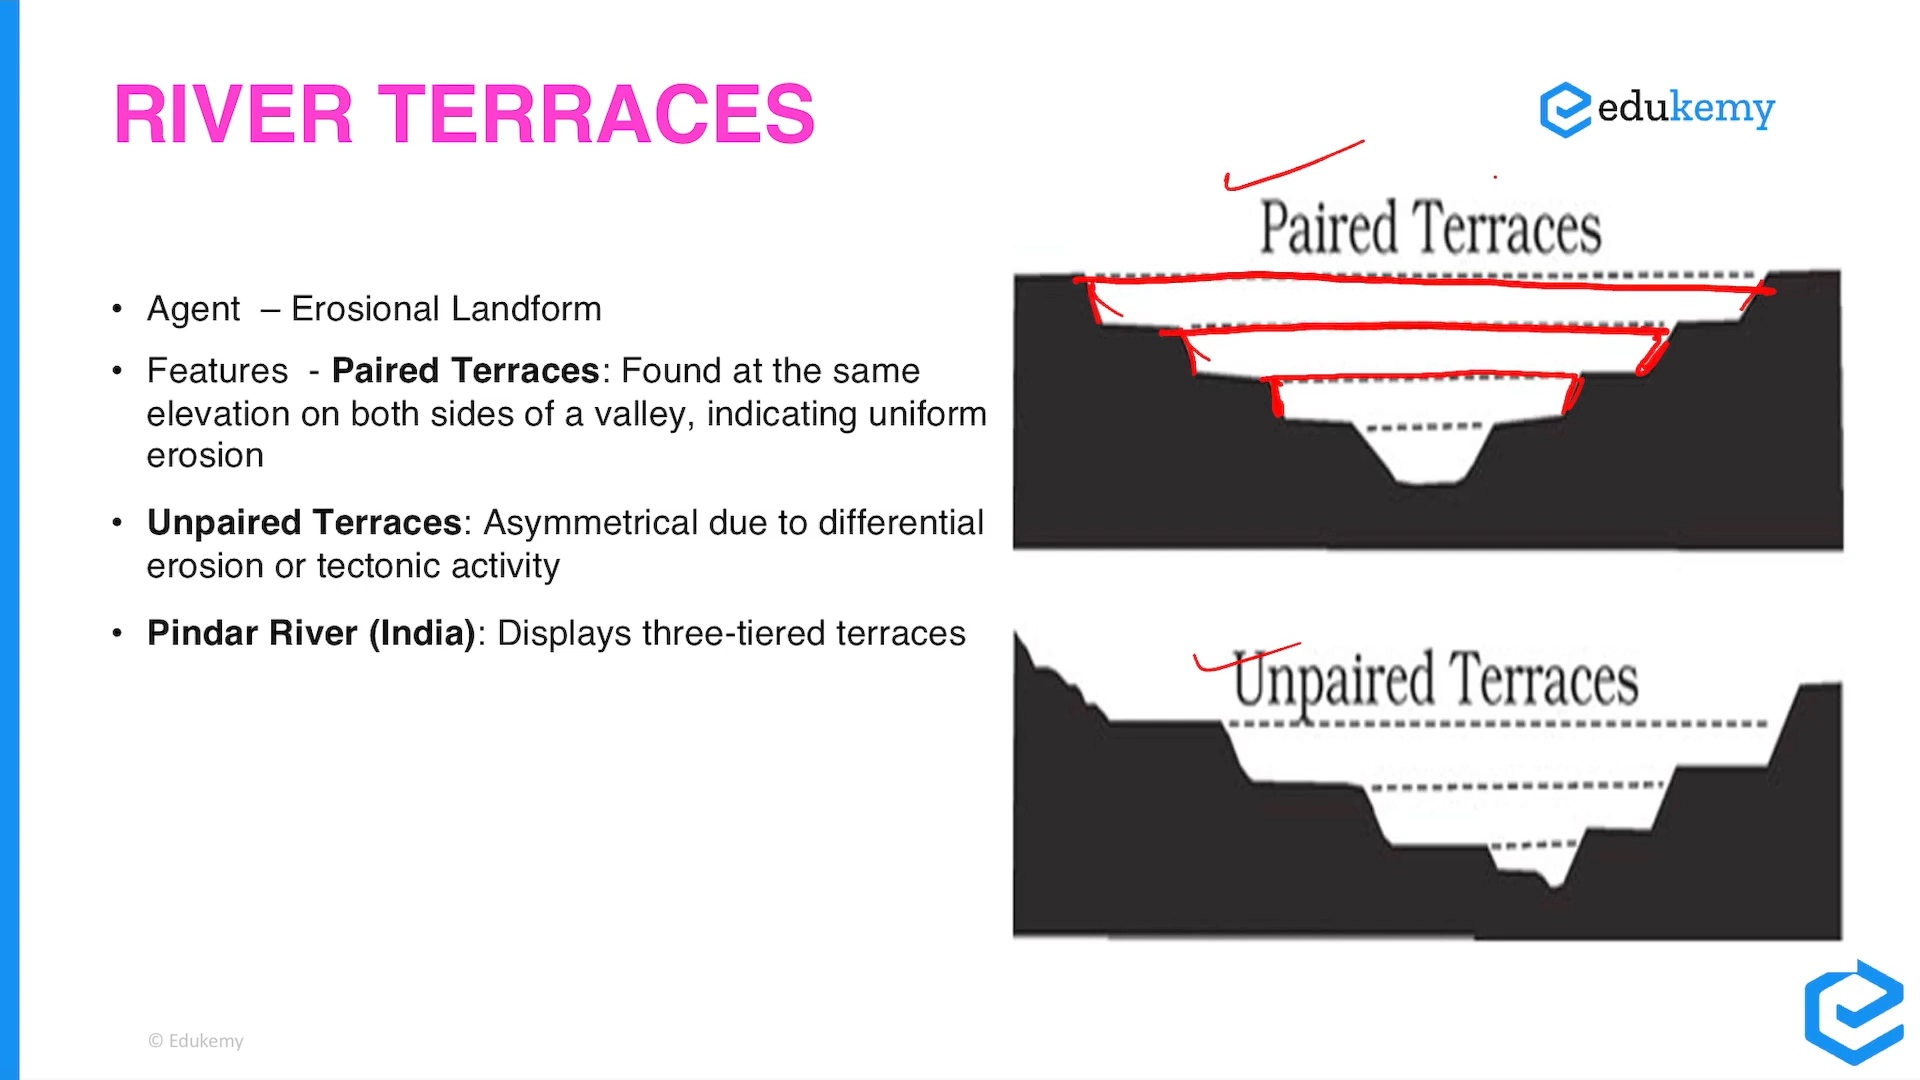 RIVER TERRACES
edukemy
• Agent – Erosional Landform
• Features - Paired Terraces: Found at the same
elevation on both sides of a valley, indicating uniform
erosion
• Unpaired Terraces: Asymmetrical due to differential
erosion or tectonic activity
• Pindar River (India): Displays three-tiered terraces
Paired Terraces
Unpaired Terraces
© Edukemy